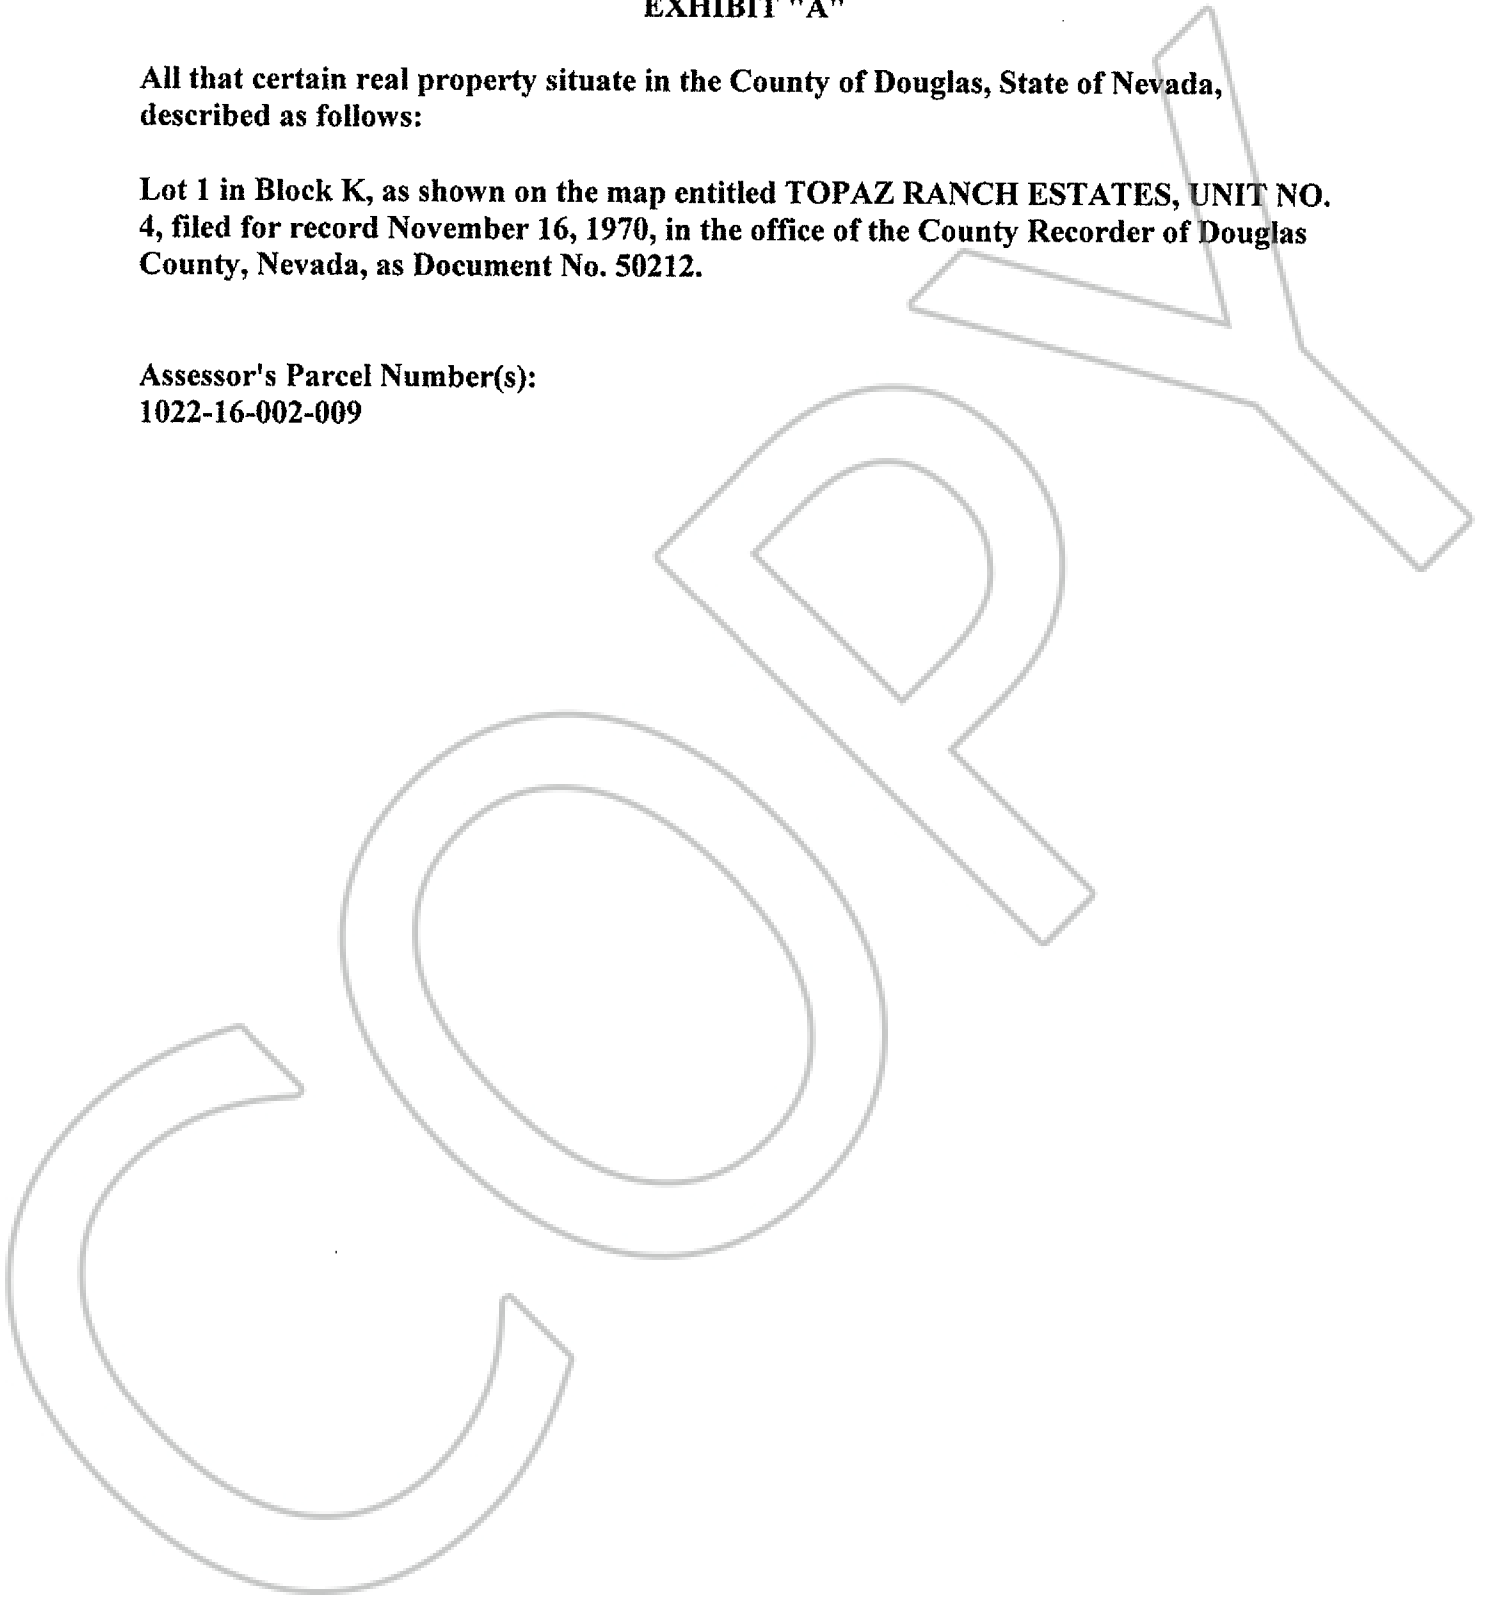 EXHIBIT "A"
All that certain real property situate in the County of Douglas, State of Nevada,
described as follows:
Lot 1 in Block K, as shown on the map entitled TOPAZ RANCH ESTATES, UNIT NO.
4, filed for record November 16, 1970, in the office of the County Recorder of Douglas
County, Nevada, as Document No. 50212.
Assessor's Parcel Number(s):
1022-16-002-009
COPY